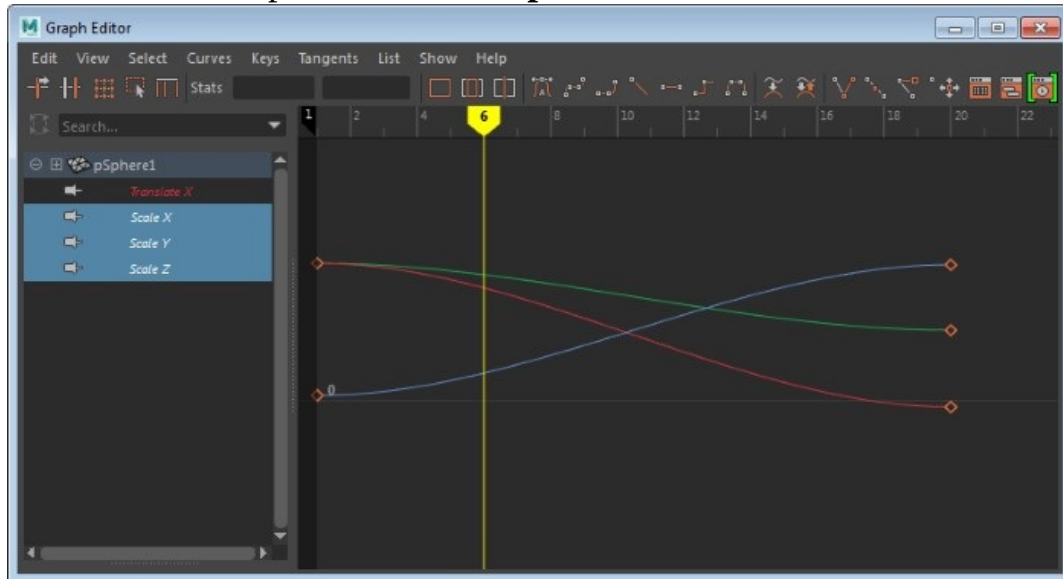 Graph Editor
Edit View Select Curves Keys Tangents List Show Help
Stats
Search...
1 2 4 6 8 10 12 14 16 18 20 22
pSphere1
Translate X
Scale X
Scale Y
Scale Z
0